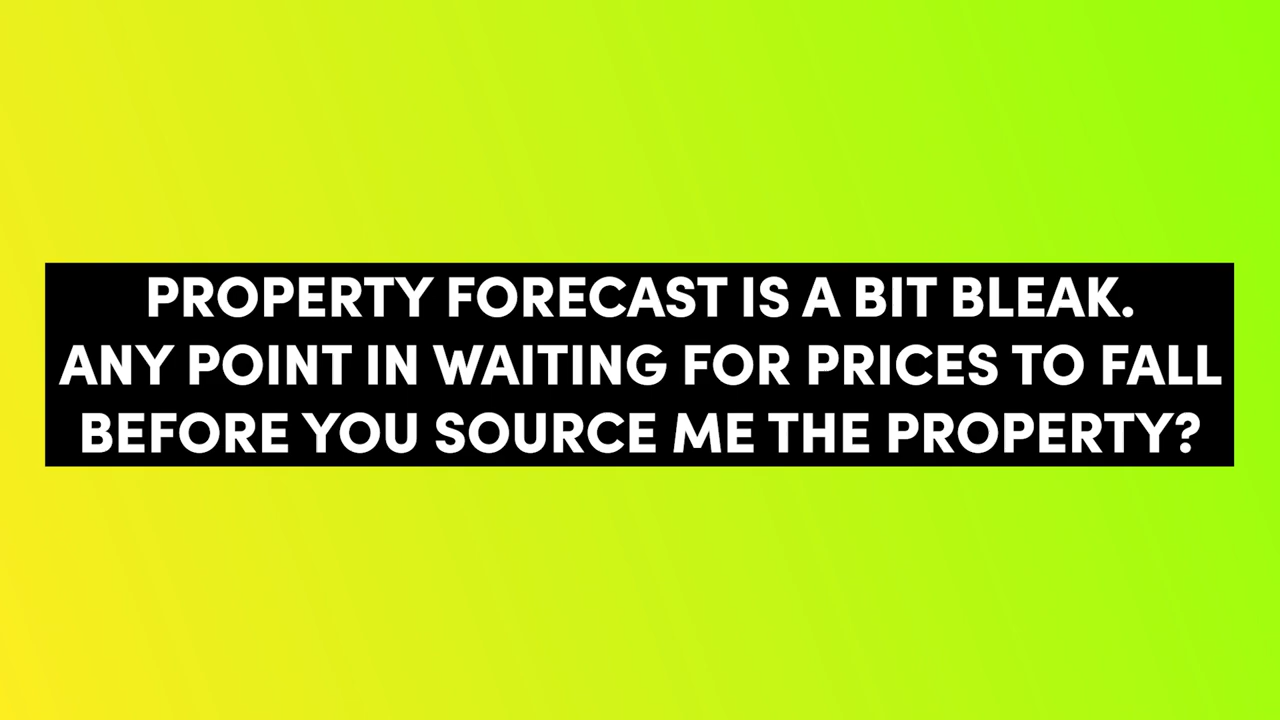 PROPERTY FORECAST IS A BIT BLEAK.
ANY POINT IN WAITING FOR PRICES TO FALL
BEFORE YOU SOURCE ME THE PROPERTY?